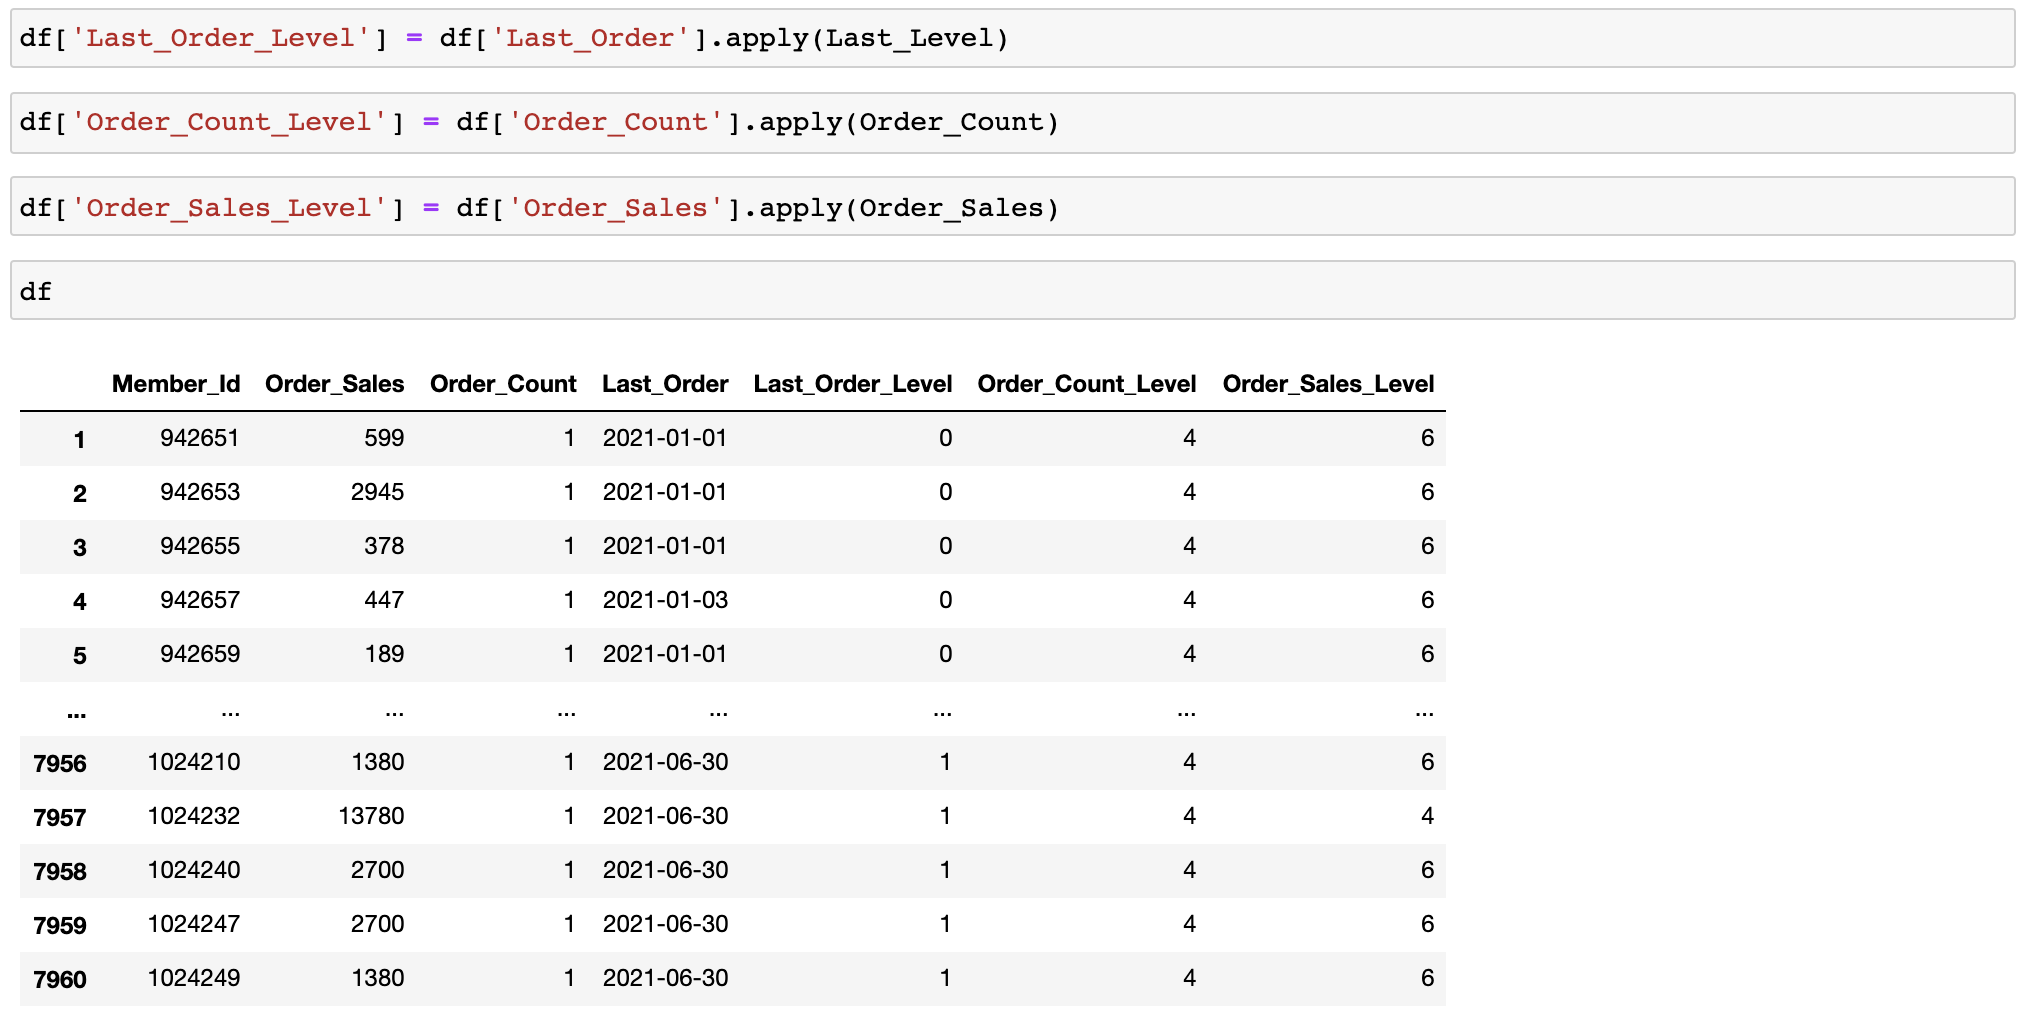 df['Last_Order_Level'] = df['Last_Order'].apply(Last_Level)
df['Order_Count_Level'] = df['Order_Count'].apply(Order_Count)
df['Order_Sales_Level'] = df['Order_Sales'].apply(Order_Sales)
df
Member_Id Order_Sales Order_Count Last_Order Last_Order_Level Order_Count_Level Order_Sales_Level
1 942651 599 1 2021-01-01 0 4 6
2 942653 2945 1 2021-01-01 0 4 6
3 942655 378 1 2021-01-01 0 4 6
4 942657 447 1 2021-01-03 0 4 6
5 942659 189 1 2021-01-01 0 4 6
... ... ... ... ... ... ... ...
7956 1024210 1380 1 2021-06-30 1 4 6
7957 1024232 13780 1 2021-06-30 1 4 4
7958 1024240 2700 1 2021-06-30 1 4 6
7959 1024247 2700 1 2021-06-30 1 4 6
7960 1024249 1380 1 2021-06-30 1 4 6